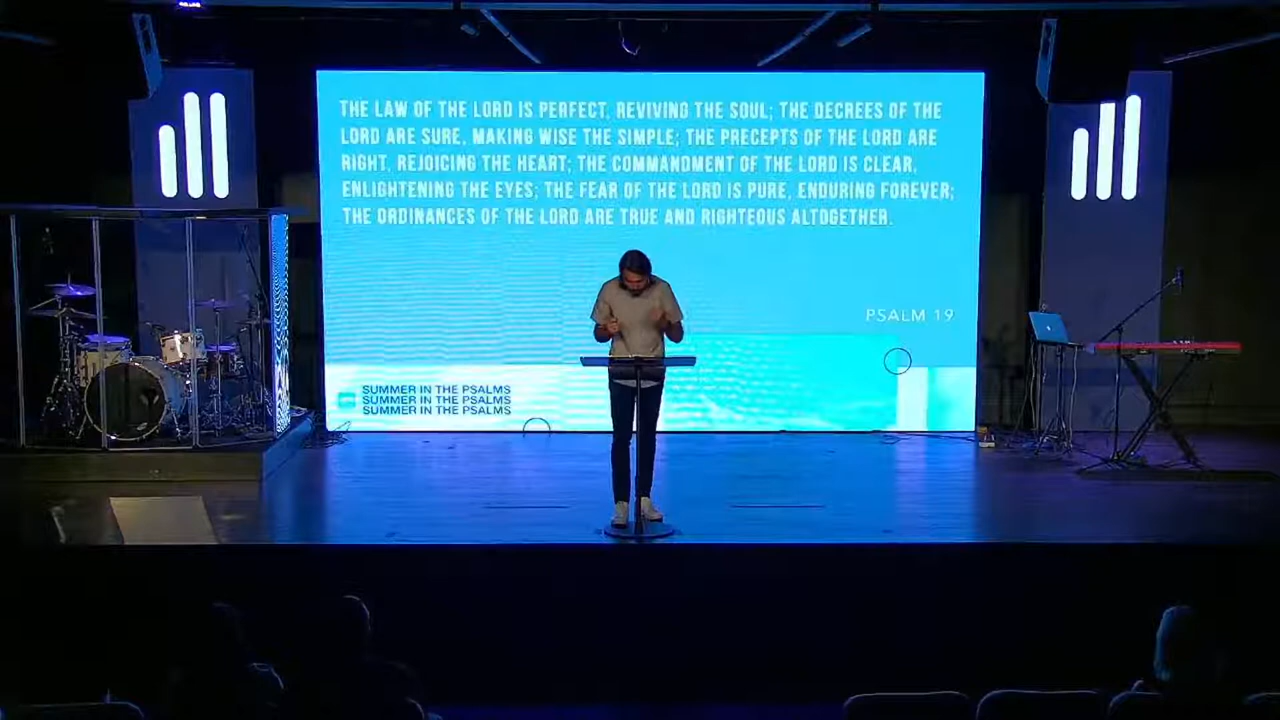 THE LAW OF THE LORD IS PERFECT, REVIVING THE SOUL; THE DECREES OF THE
LORD ARE SURE, MAKING WISE THE SIMPLE; THE PRECEPTS OF THE LORD ARE
RIGHT, REJOICING THE HEART; THE COMMANDMENT OF THE LORD IS CLEAR,
ENLIGHTENING THE EYES; THE FEAR OF THE LORD IS PURE, ENDURING FOREVER;
THE ORDINANCES OF THE LORD ARE TRUE AND RIGHTEOUS ALTOGETHER.
PSALM 19
SUMMER IN THE PSALMS
SUMMER IN THE PSALMS
SUMMER IN THE PSALMS